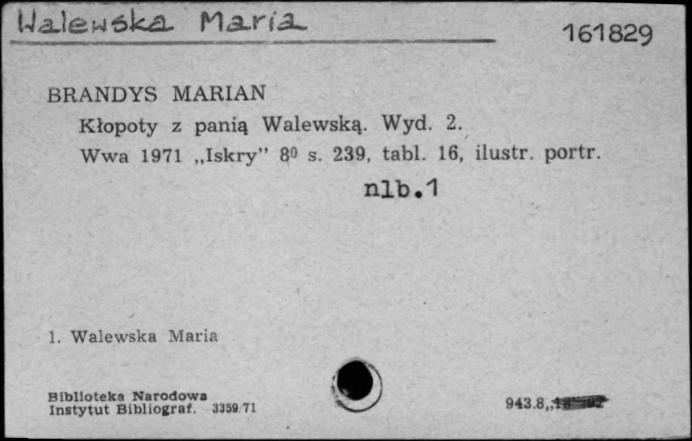 Walewska Maria
161829
BRANDYS MARIAN
Kłopoty z panią Walewską. Wyd. 2.
Wwa 1971 „Iskry” 8⁰ s. 239, tabl. 16, ilustr. portr.
nlb.1
1. Walewska Maria
Biblioteka Narodowa
Instytut Bibliograf. 3359/71
943.8„